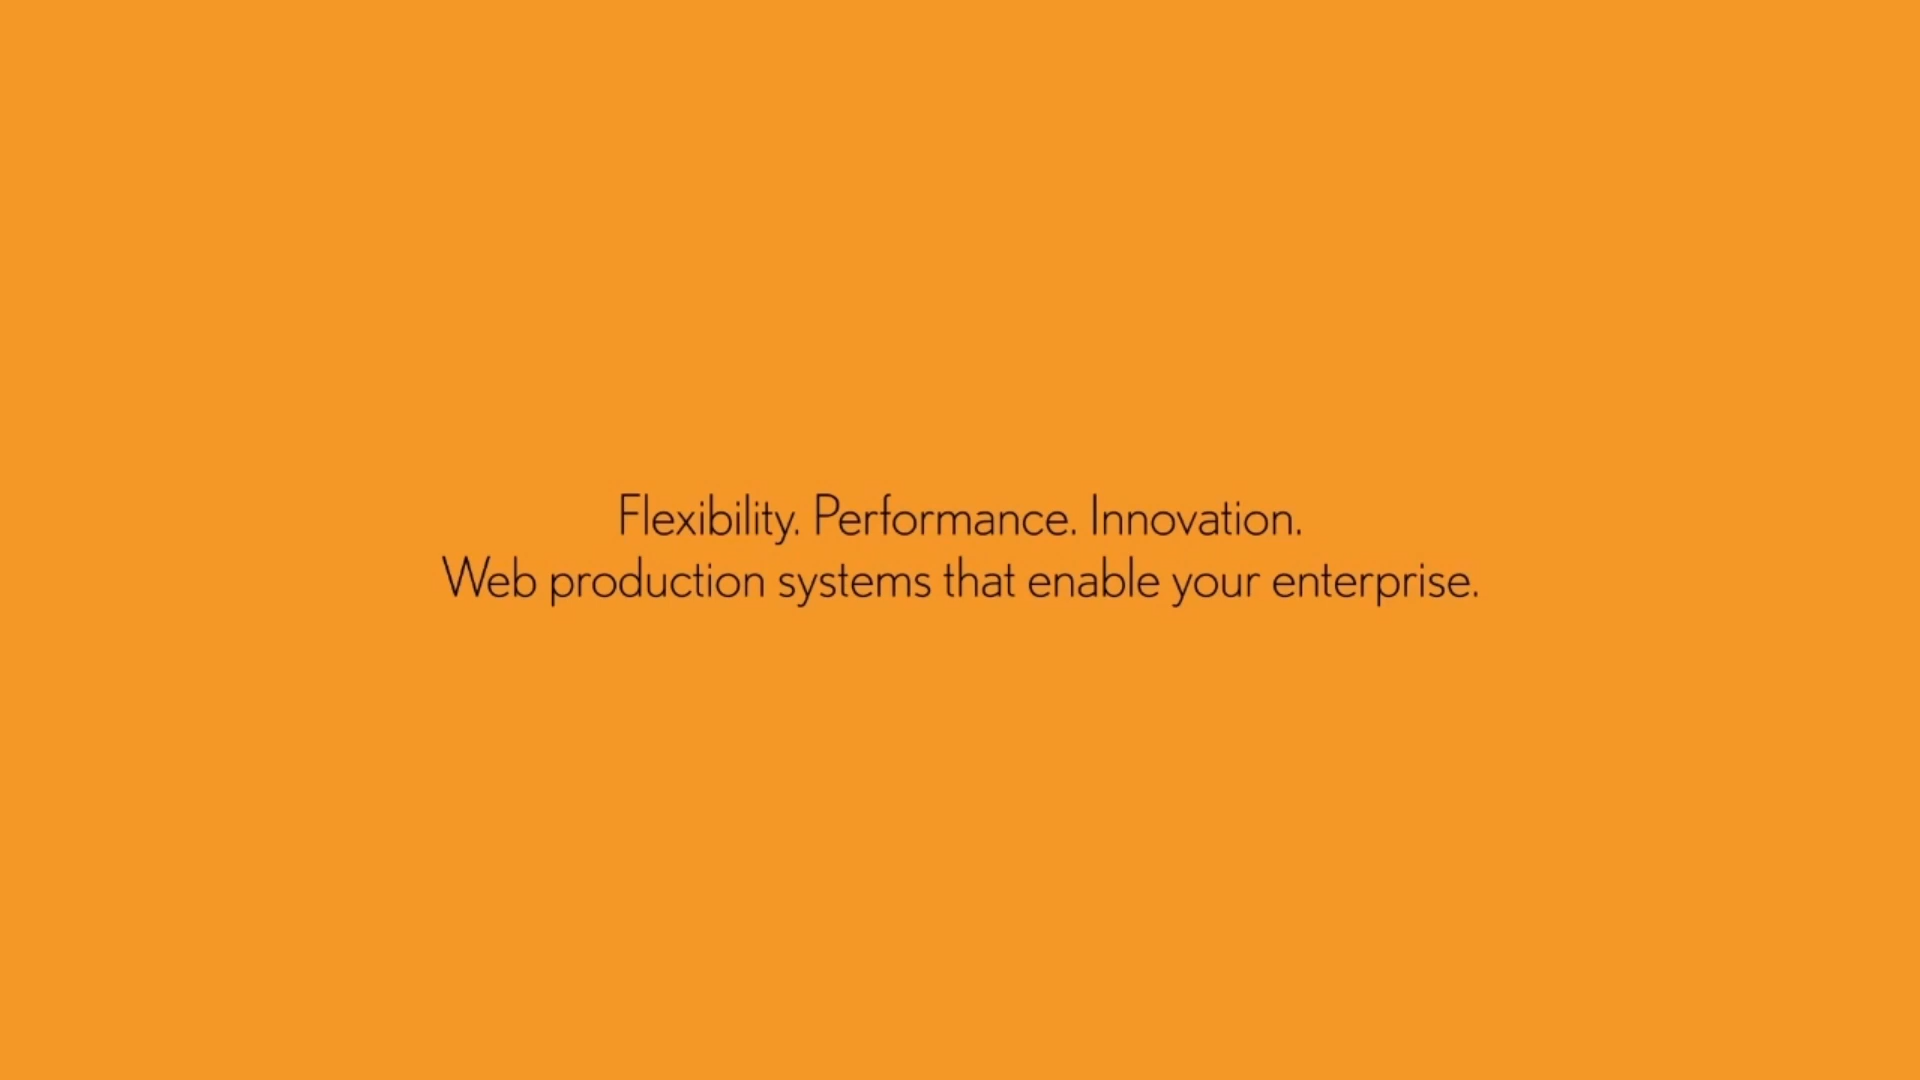 Flexibility. Performance. Innovation.
Web production systems that enable your enterprise.